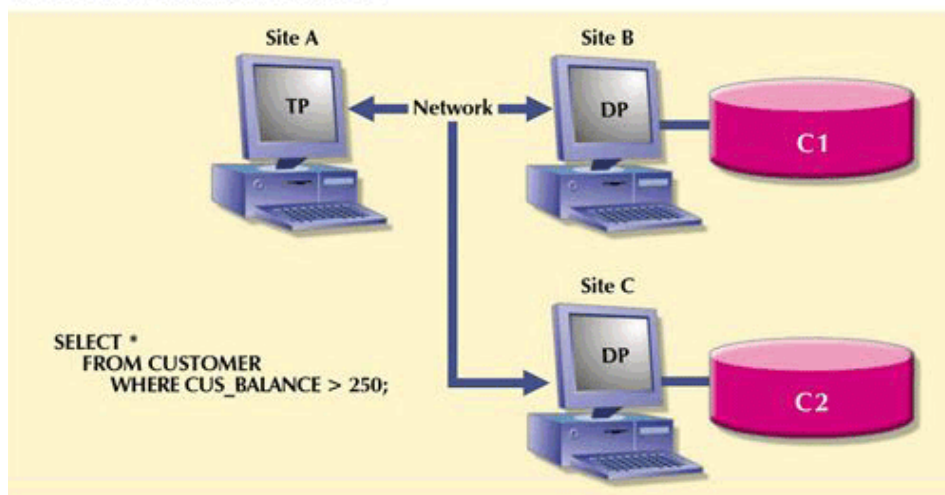 Site A
Site B
TP
Network
DP
C1
Site C
SELECT *
FROM CUSTOMER
WHERE CUS_BALANCE > 250;
DP
C2